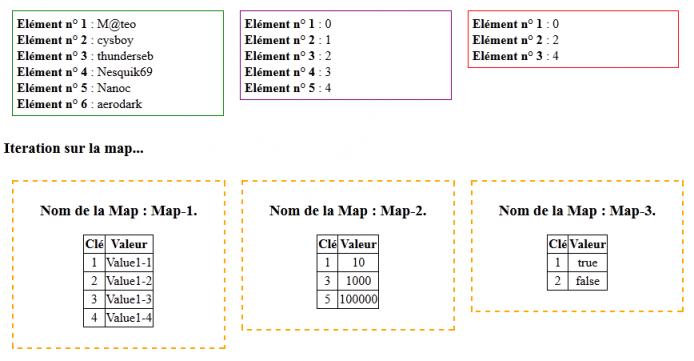 Elément n° 1 : M@teo
Elément n° 2 : cysboy
Elément n° 3 : thunderseb
Elément n° 4 : Nesquik69
Elément n° 5 : Nanoc
Elément n° 6 : aerodark
Elément n° 1 : 0
Elément n° 2 : 1
Elément n° 3 : 2
Elément n° 4 : 3
Elément n° 5 : 4
Elément n° 1 : 0
Elément n° 2 : 2
Elément n° 3 : 4
Iteration sur la map...
Nom de la Map : Map-1.
Clé Valeur
1 Value1-1
2 Value1-2
3 Value1-3
4 Value1-4
Nom de la Map : Map-2.
Clé Valeur
1 10
3 1000
5 100000
Nom de la Map : Map-3.
Clé Valeur
1 true
2 false